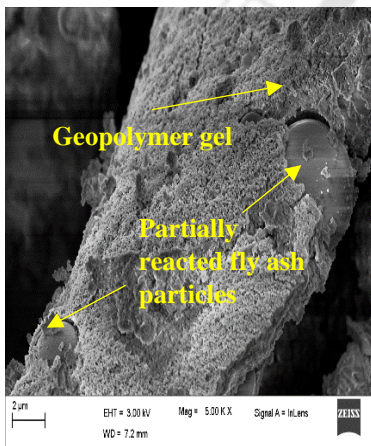 Geopolymer gel
Partially
reacted fly ash
particles
2 µm
EHT = 3.00 kV
Mag = 5.00 K X
Signal A = InLens
ZEISS
WD = 7.2 mm